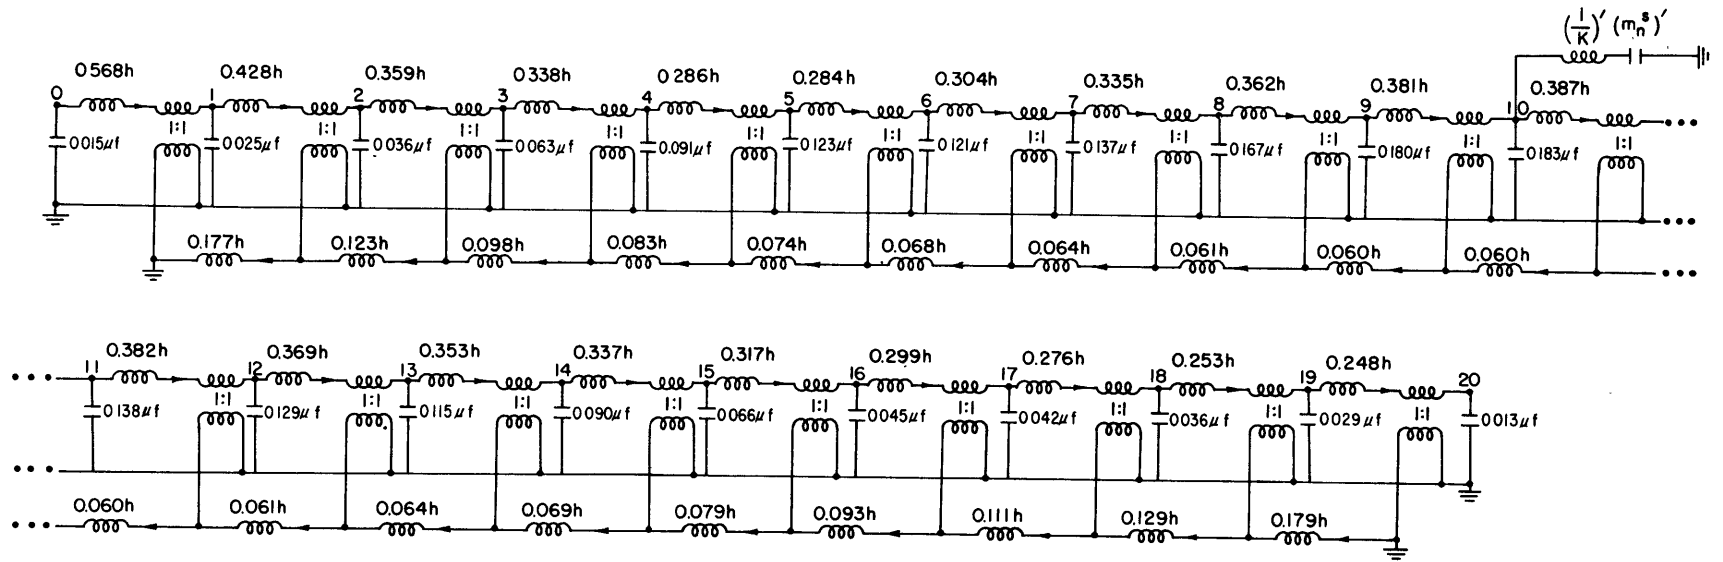 (1/K)' (m_n^s)'
0.568h 0.428h 0.359h 0.338h 0.286h 0.284h 0.304h 0.335h 0.362h 0.381h 0.387h
0 1 2 3 4 5 6 7 8 9 10
0.015μf 1:1 0.025μf 1:1 0.036μf 1:1 0.063μf 1:1 0.091μf 1:1 0.123μf 1:1 0.121μf 1:1 0.137μf 1:1 0.167μf 1:1 0.180μf 1:1 0.183μf 1:1
0.177h 0.123h 0.098h 0.083h 0.074h 0.068h 0.064h 0.061h 0.060h 0.060h
0.382h 0.369h 0.353h 0.337h 0.317h 0.299h 0.276h 0.253h 0.248h
11 12 13 14 15 16 17 18 19 20
0.138μf 1:1 0.129μf 1:1 0.115μf 1:1 0.090μf 1:1 0.066μf 1:1 0.045μf 1:1 0.042μf 1:1 0.036μf 1:1 0.029μf 1:1 0.013μf
0.060h 0.061h 0.064h 0.069h 0.079h 0.093h 0.111h 0.129h 0.179h